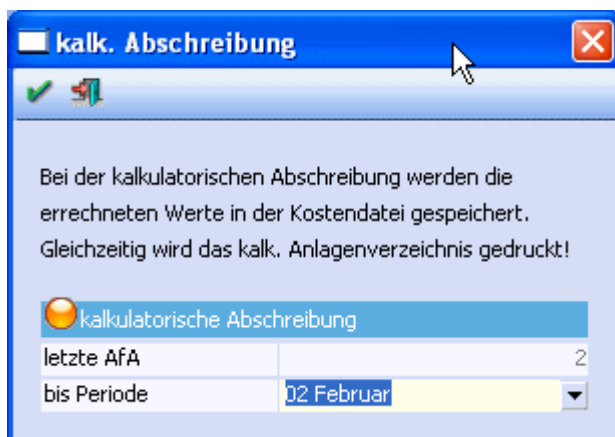 kalk. Abschreibung
Bei der kalkulatorischen Abschreibung werden die
errechneten Werte in der Kostendatei gespeichert.
Gleichzeitig wird das kalk. Anlagenverzeichnis gedruckt!
kalkulatorische Abschreibung
letzte AfA 2
bis Periode 02 Februar